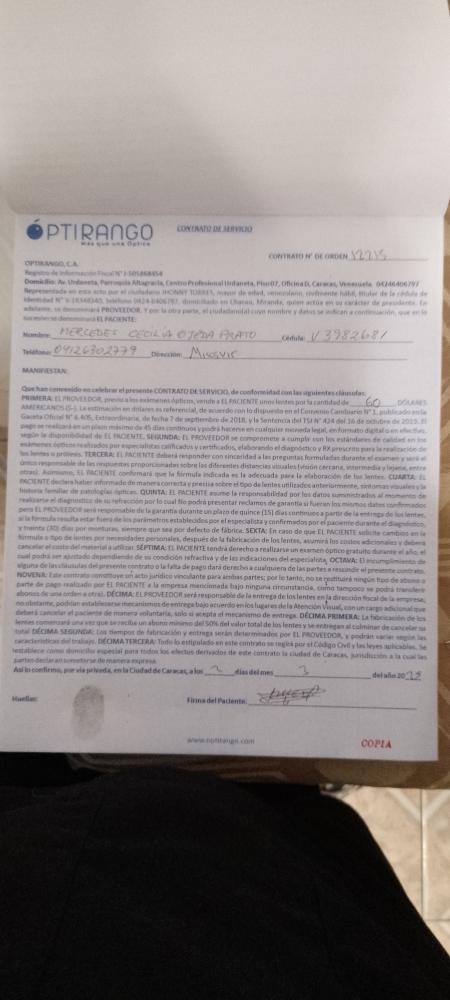 OPTIRANGO
Más que una Óptica
CONTRATO DE SERVICIO
CONTRATO N° DE ORDEN
OPTIRANGO, C.A.
Registro de Información Fiscal N° J-505868454
Domicilio: Av. Urdaneta, Parroquia Altagracia, Centro Profesional Urdaneta, Piso 07, Oficina D, Caracas, Venezuela. 04246406797
Representada en este acto por el ciudadano JHONNY TORRES, mayor de edad, venezolano, civilmente hábil, titular de la cédula de
identidad N° teléfono 0424-6406797, domiciliado en Charau, Miranda, quien actúa en su carácter de presidente. En
adelante, se denominará PROVEEDOR. Y por la otra parte, el ciudadano(a) cuyo nombre y datos se indican a continuación, que en lo
sucesivo se denominará EL PACIENTE:
Nombre: MERCEDES CECILIA OJEDA PRATO Cédula: V 3982681
Teléfono: 04126302779 Dirección:
MANIFIESTAN:
Que han convenido en celebrar el presente CONTRATO DE SERVICIO, de conformidad con las siguientes cláusulas:
PRIMERA: EL PROVEEDOR, previo a los exámenes ópticos, vende a EL PACIENTE unos lentes por la cantidad de 60 DÓLARES
AMERICANOS ($-). La estimación en dólares es referencial, de acuerdo con lo dispuesto en el Convenio Cambiario N° 1, publicado en la
Gaceta Oficial N° 6.405, Extraordinaria, de fecha 7 de septiembre de 2018, y la Sentencia del TSJ N° 424 del 16 de octubre de 2019. El
pago se realizará en un plazo máximo de 45 días continuos y podrá hacerse en cualquier moneda legal, en formato digital o en efectivo
según la disponibilidad de EL PACIENTE. SEGUNDA: EL PROVEEDOR se compromete a cumplir con los estándares de calidad en los
exámenes ópticos realizados por especialistas calificados y certificados, elaborando el diagnóstico y RX prescrito para la realización de
los lentes o prótesis. TERCERA: EL PACIENTE deberá responder con sinceridad a las preguntas formuladas durante el examen y será el
único responsable de las respuestas proporcionadas sobre las diferentes distancias visuales (visión cercana, intermedia y lejana, entre
otras). Asimismo, EL PACIENTE confirmará que la fórmula indicada es la adecuada para la elaboración de los lentes. CUARTA: EL
PACIENTE declara haber informado de manera correcta y precisa sobre el tipo de lentes utilizados anteriormente, síntomas visuales y la
historia familiar de patologías ópticas. QUINTA: EL PACIENTE asume la responsabilidad por los datos suministrados al momento de
realizarse el diagnóstico de su refracción por lo cual No podrá presentar reclamos de garantía si fueron los mismos datos confirmados
pero EL PROVEEDOR será responsable de la garantía durante un plazo de quince (15) días continuos a partir de la entrega de los lentes,
si la fórmula resulta estar fuera de los parámetros establecidos por el especialista y confirmados por el paciente durante el diagnóstico,
y treinta (30) días por monturas, siempre que sea por defecto de fábrica. SEXTA: En caso de que EL PACIENTE solicite cambios en la
fórmula o tipo de lentes por necesidades personales, después de la fabricación de los lentes, asumirá los costos adicionales y deberá
cancelar el costo del material a utilizar. SÉPTIMA: EL PACIENTE tendrá derecho a realizarse un examen óptico gratuito durante el año, el
cual podrá ser ajustado dependiendo de su condición refractiva y de las indicaciones del especialista. OCTAVA: El incumplimiento de
alguna de las cláusulas del presente contrato o la falta de pago dará derecho a cualquiera de las partes a rescindir el presente contrato.
NOVENA: Este contrato constituye un acto jurídico vinculante para ambas partes; por lo tanto, no se restituirá ningún tipo de abono o
parte de pago realizado por EL PACIENTE a la empresa mencionada bajo ninguna circunstancia, como tampoco se podrá transferir
abonos de una orden a otra). DÉCIMA: EL PROVEEDOR será responsable de la entrega de los lentes en la dirección fiscal de la empresa;
no obstante, podrían establecerse mecanismos de entrega bajo acuerdo en los lugares de la Atención Visual, con un cargo adicional que
deberá cancelar el paciente de manera voluntaria, solo si acepta el mecanismo de entrega. DÉCIMA PRIMERA: La fabricación de los
lentes comenzará una vez que se recibe un abono mínimo del 50% del valor total de los lentes y se entregan al culminar de cancelar su
total DÉCIMA SEGUNDA: Los tiempos de fabricación y entrega serán determinados por EL PROVEEDOR, y podrán variar según las
características del trabajo. DÉCIMA TERCERA: Todo lo estipulado en este contrato se regirá por el Código Civil y las leyes aplicables. Se
establece como domicilio especial para todos los efectos derivados de este contrato la ciudad de Caracas, jurisdicción a la cual las
partes declaran someterse de manera expresa.
Así lo confirmo, por vía privada, en la Ciudad de Caracas, a los 2 días del mes 3 del año 20
Huellas: Firma del Paciente:
www.optirango.com
COPIA